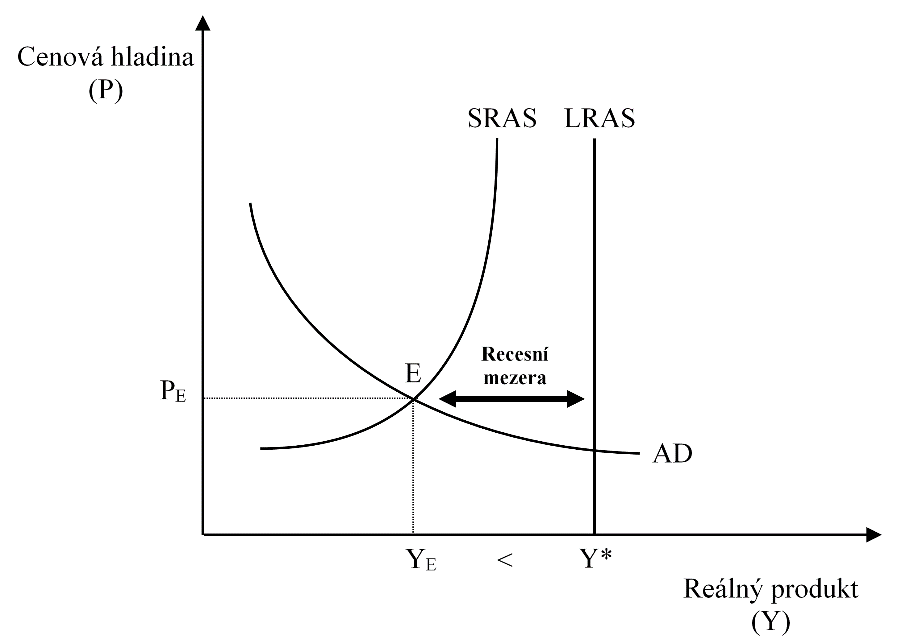 Cenová hladina
(P)
SRAS
LRAS
Recesní
mezera
E
PE
AD
YE
<
Y*
Reálný produkt
(Y)